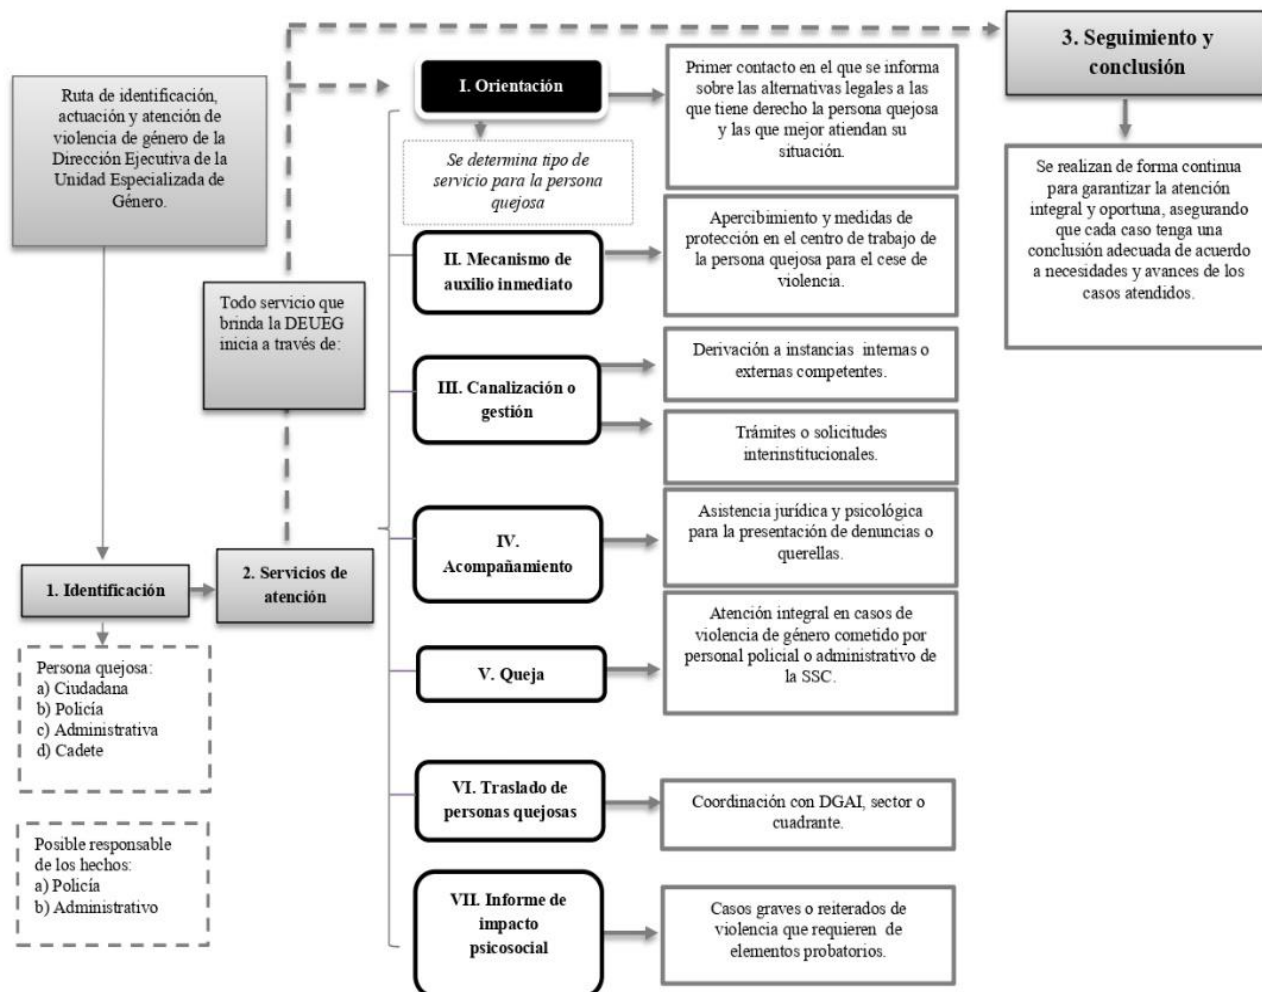 Ruta de identificación,
actuación y atención de
violencia de género de la
Dirección Ejecutiva de la
Unidad Especializada de
Género.
1. Identificación
Persona quejosa:
a) Ciudadana
b) Policía
c) Administrativa
d) Cadete
Posible responsable
de los hechos:
a) Policía
b) Administrativo
2. Servicios de
atención
Todo servicio que
brinda la DEUEG
inicia a través de:
I. Orientación
Se determina tipo de
servicio para la persona
quejosa
Primer contacto en el que se informa
sobre las alternativas legales a las
que tiene derecho la persona quejosa
y las que mejor atiendan su
situación.
II. Mecanismo de
auxilio inmediato
Apercibimiento y medidas de
protección en el centro de trabajo de
la persona quejosa para el cese de
violencia.
III. Canalización o
gestión
Derivación a instancias internas o
externas competentes.
Trámites o solicitudes
interinstitucionales.
IV.
Acompañamiento
Asistencia jurídica y psicológica
para la presentación de denuncias o
querellas.
V. Queja
Atención integral en casos de
violencia de género cometido por
personal policial o administrativo de
la SSC.
VI. Traslado de
personas quejosas
Coordinación con DGAI, sector o
cuadrante.
VII. Informe de
impacto
psicosocial
Casos graves o reiterados de
violencia que requieren de
elementos probatorios.
3. Seguimiento y
conclusión
Se realizan de forma continua
para garantizar la atención
integral y oportuna, asegurando
que cada caso tenga una
conclusión adecuada de acuerdo
a necesidades y avances de los
casos atendidos.